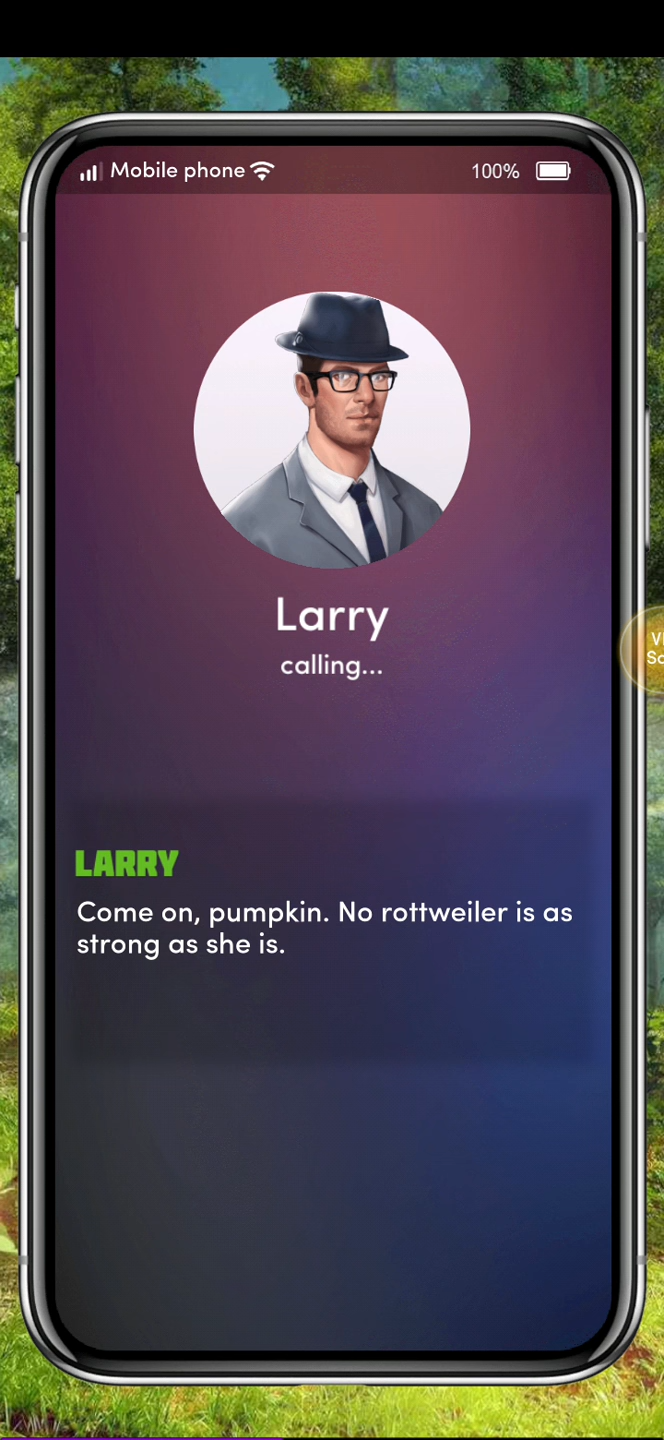 Mobile phone 100%
Larry
calling...
LARRY
Come on, pumpkin. No rottweiler is as
strong as she is.